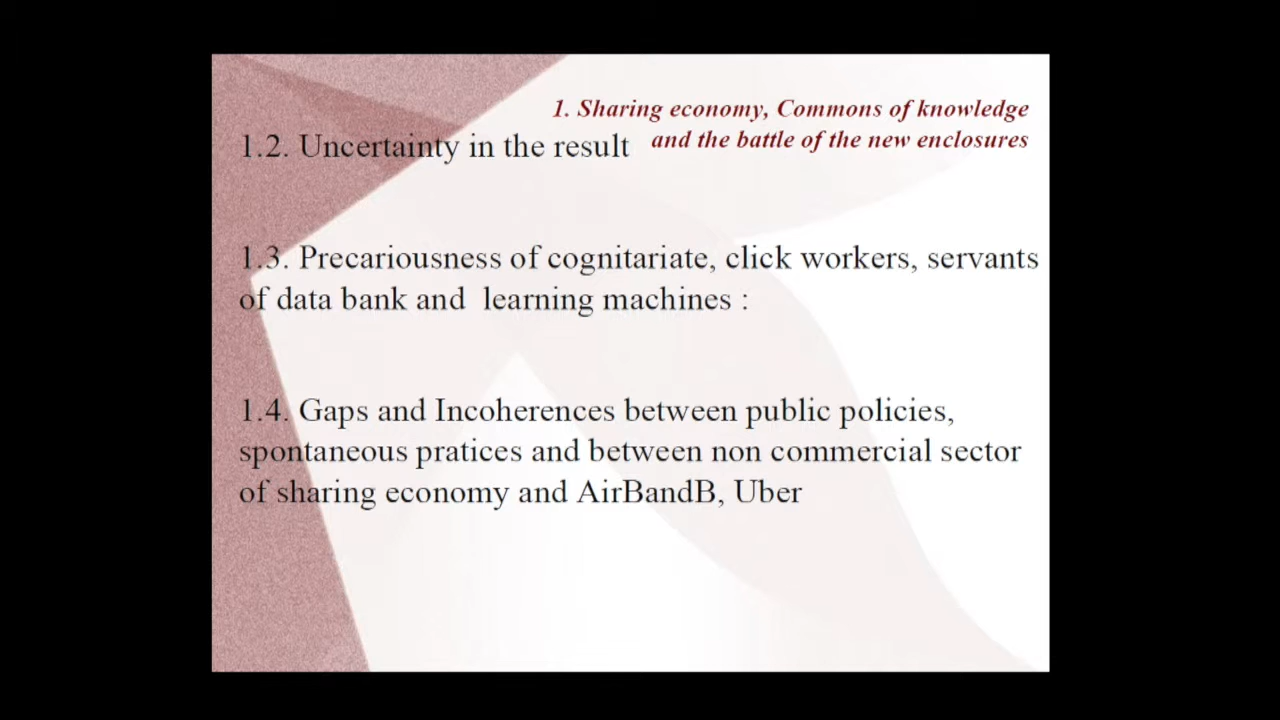 1. Sharing economy, Commons of knowledge
and the battle of the new enclosures
1.2. Uncertainty in the result
1.3. Precariousness of cognitariate, click workers, servants
of data bank and learning machines :
1.4. Gaps and Incoherences between public policies,
spontaneous pratices and between non commercial sector
of sharing economy and AirBandB, Uber